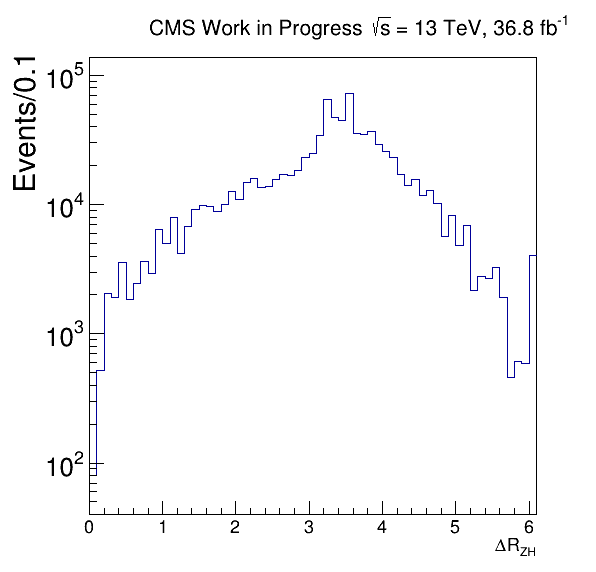 CMS Work in Progress √s = 13 TeV, 36.8 fb⁻¹
Events/0.1
10⁵
10⁴
10³
10²
0 1 2 3 4 5 6
ΔR_ZH